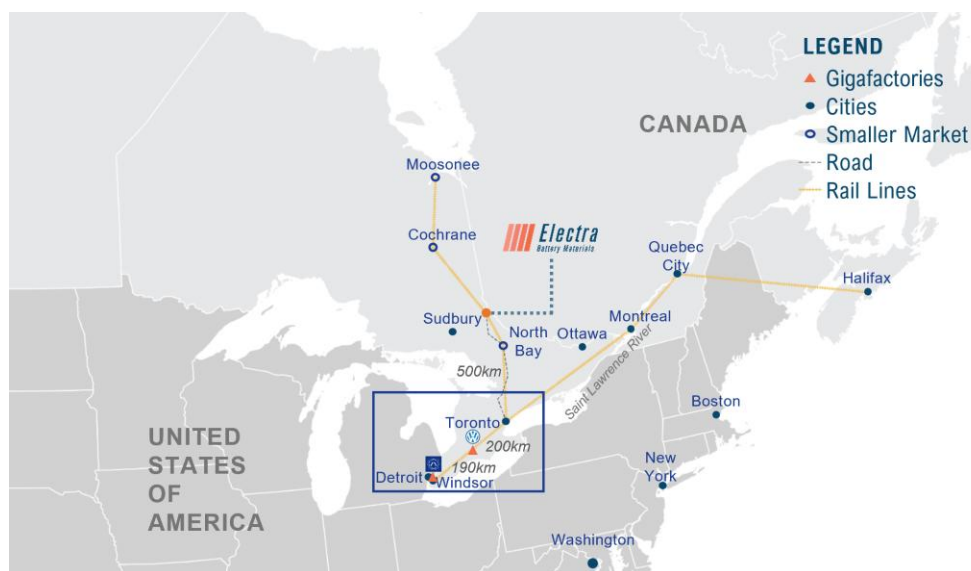 LEGEND
Gigafactories
Cities
Smaller Market
Road
Rail Lines
CANADA
Moosonee
Cochrane
Electra
Battery Materials
Quebec
City
Halifax
Sudbury
North
Bay
Ottawa
Montreal
Saint Lawrence River
500km
Boston
Toronto
200km
190km
Detroit
Windsor
New
York
UNITED
STATES
OF
AMERICA
Washington